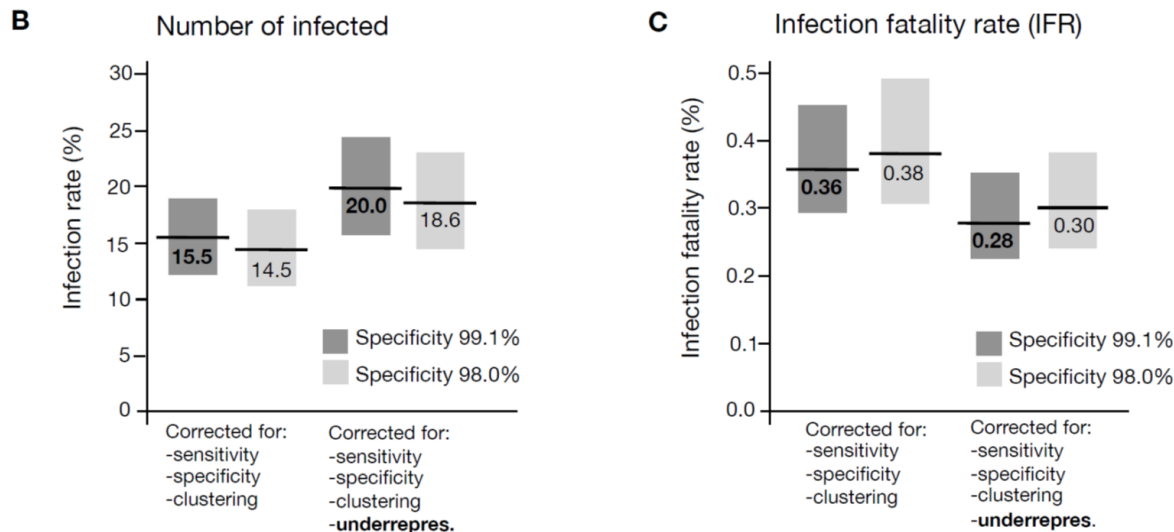 B
Number of infected
Infection rate (%)
30
25
20
15
10
5
0
15.5
14.5
20.0
18.6
Specificity 99.1%
Specificity 98.0%
Corrected for:
-sensitivity
-specificity
-clustering
Corrected for:
-sensitivity
-specificity
-clustering
-underrepres.
C
Infection fatality rate (IFR)
Infection fatality rate (%)
0.5
0.4
0.3
0.2
0.1
0.0
0.36
0.38
0.28
0.30
Specificity 99.1%
Specificity 98.0%
Corrected for:
-sensitivity
-specificity
-clustering
Corrected for:
-sensitivity
-specificity
-clustering
-underrepres.